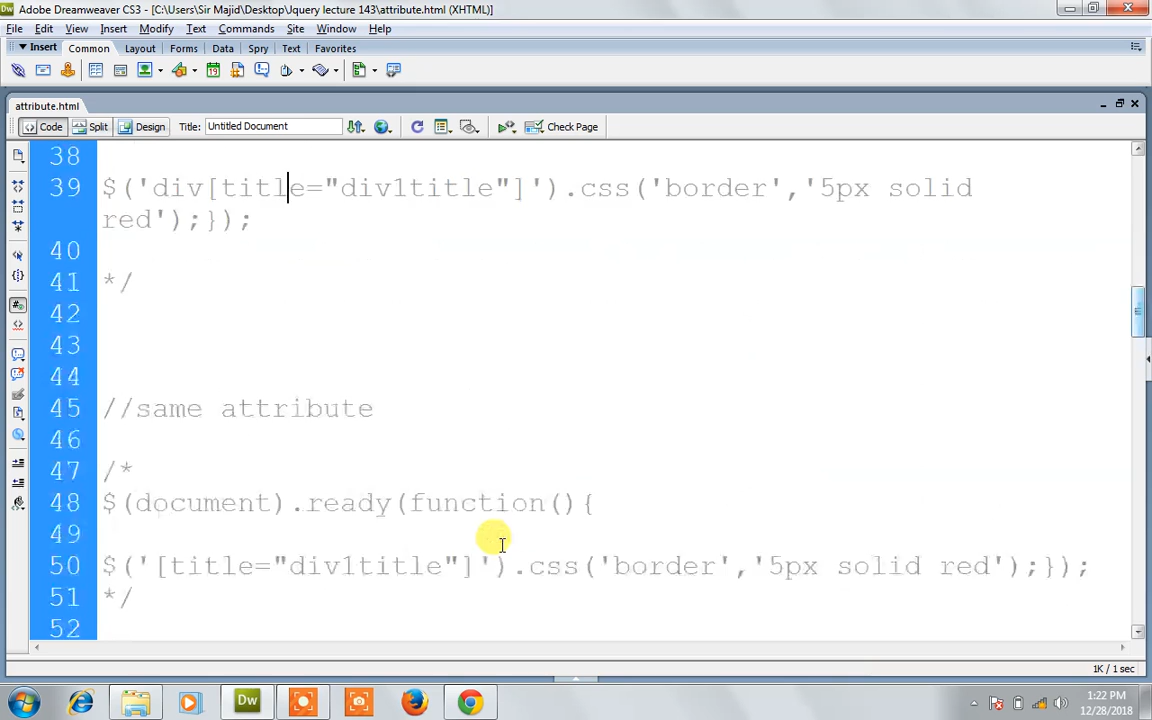 Dw Adobe Dreamweaver CS3 - [C:\Users\Sir Majid\Desktop\Jquery lecture 143\attribute.html (XHTML)]
File Edit View Insert Modify Text Commands Site Window Help
Insert Common Layout Forms Data Spry Text Favorites
attribute.html
Code Split Design Title: Untitled Document Check Page
38
39 $('div[title="div1title"]').css('border','5px solid
red');});
40
41 */
42
43
44
45 //same attribute
46
47 /*
48 $(document).ready(function(){
49
50 $('[title="div1title"]').css('border','5px solid red');});
51 */
52
1K / 1 sec
Dw
1:22 PM
12/28/2018